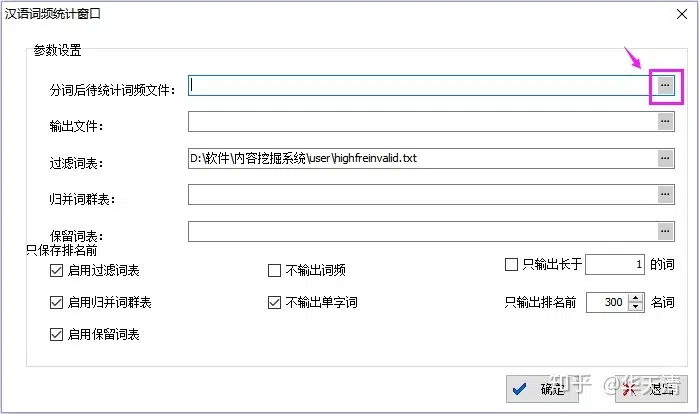 汉语词频统计窗口
参数设置
分词后待统计词频文件：
输出文件：
过滤词表： D:\软件\内容挖掘系统\user\highfreinvalid.txt
归并词群表：
保留词表：
只保存排名前
启用过滤词表 不输出词频 只输出长于 1 的词
启用归并词群表 不输出单字词 只输出排名前 300 名词
启用保留词表
确定 退出
知乎 @华天清